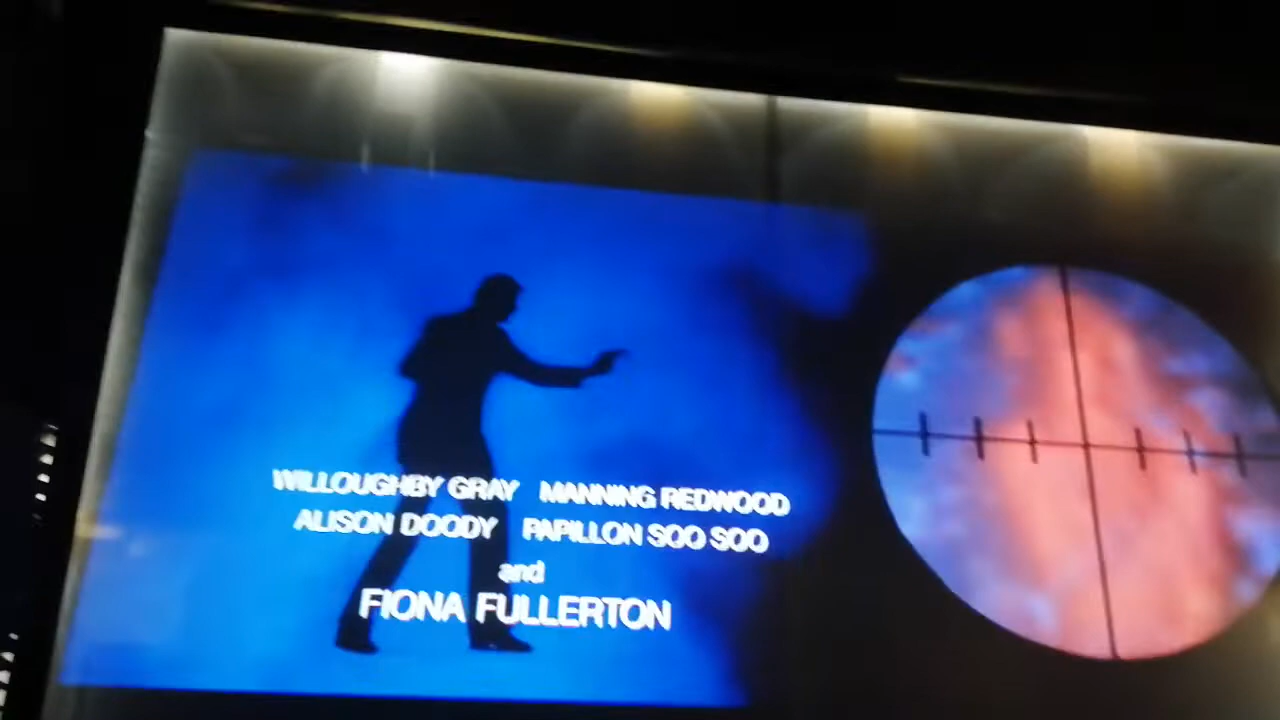 WILLOUGHBY GRAY MANNING REDWOOD
ALISON DOODY PAPILLON SOO SOO
and
FIONA FULLERTON